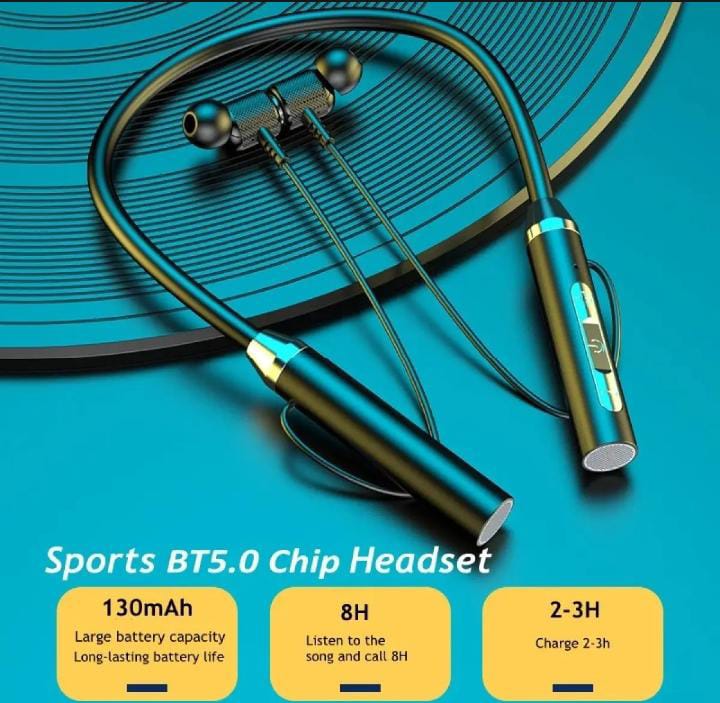 Sports BT5.0 Chip Headset
130mAh
Large battery capacity
Long-lasting battery life
8H
Listen to the
song and call 8H
2-3H
Charge 2-3h